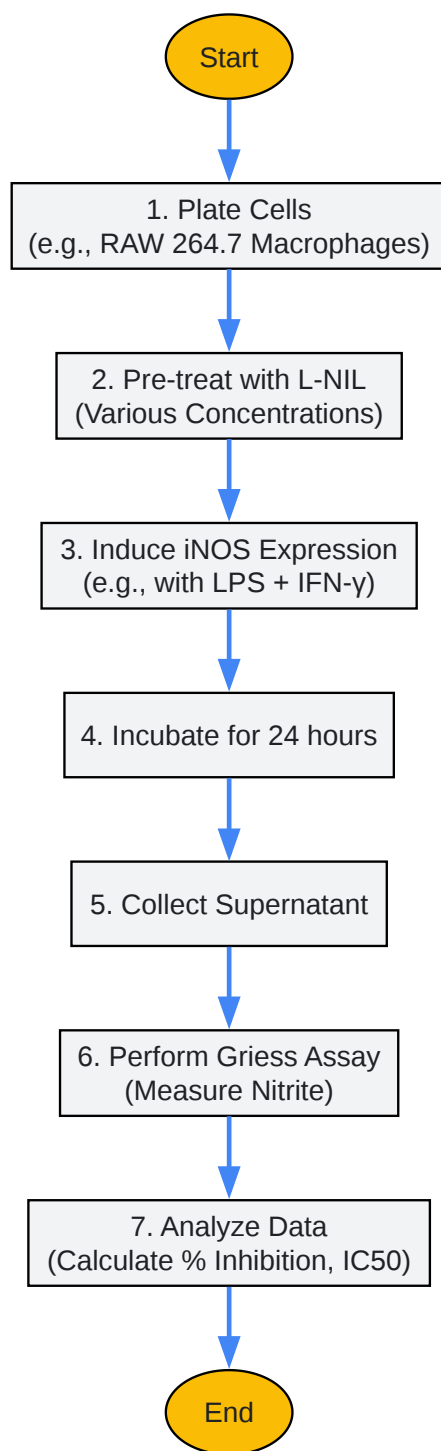 Start
1. Plate Cells
(e.g., RAW 264.7 Macrophages)
2. Pre-treat with L-NIL
(Various Concentrations)
3. Induce iNOS Expression
(e.g., with LPS + IFN-γ)
4. Incubate for 24 hours
5. Collect Supernatant
6. Perform Griess Assay
(Measure Nitrite)
7. Analyze Data
(Calculate % Inhibition, IC50)
End